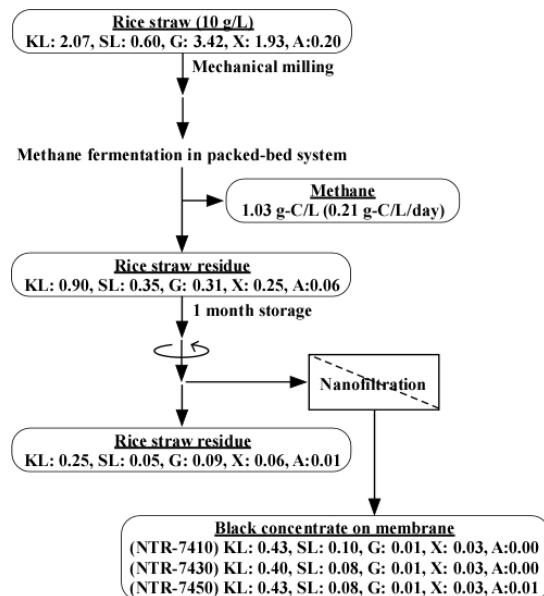 Rice straw (10 g/L)
KL: 2.07, SL: 0.60, G: 3.42, X: 1.93, A:0.20
Mechanical milling
Methane fermentation in packed-bed system
Methane
1.03 g-C/L (0.21 g-C/L/day)
Rice straw residue
KL: 0.90, SL: 0.35, G: 0.31, X: 0.25, A:0.06
1 month storage
Nanofiltration
Rice straw residue
KL: 0.25, SL: 0.05, G: 0.09, X: 0.06, A:0.01
Black concentrate on membrane
(NTR-7410) KL: 0.43, SL: 0.10, G: 0.01, X: 0.03, A:0.00
(NTR-7430) KL: 0.40, SL: 0.08, G: 0.01, X: 0.03, A:0.00
(NTR-7450) KL: 0.43, SL: 0.08, G: 0.01, X: 0.03, A:0.01